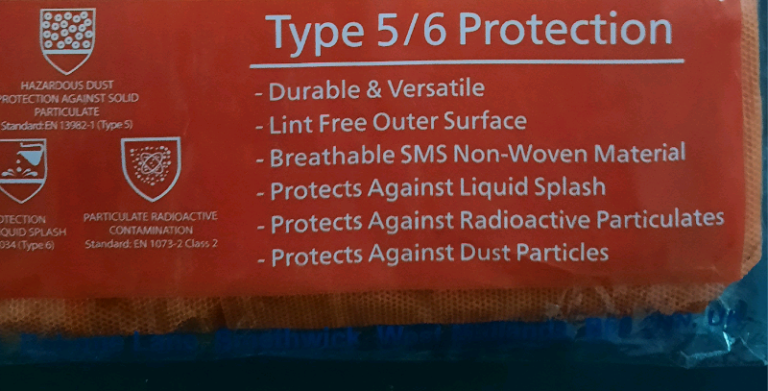 Type 5/6 Protection
- Durable & Versatile
- Lint Free Outer Surface
- Breathable SMS Non-Woven Material
- Protects Against Liquid Splash
- Protects Against Radioactive Particulates
- Protects Against Dust Particles
HAZARDOUS DUST
ROTECTION AGAINST SOLID
PARTICULATE
Standard: EN 13982-1 (Type 5)
OTECTION
QUID SPLASH
034 (Type 6)
PARTICULATE RADIOACTIVE
CONTAMINATION
Standard: EN 1073-2 Class 2